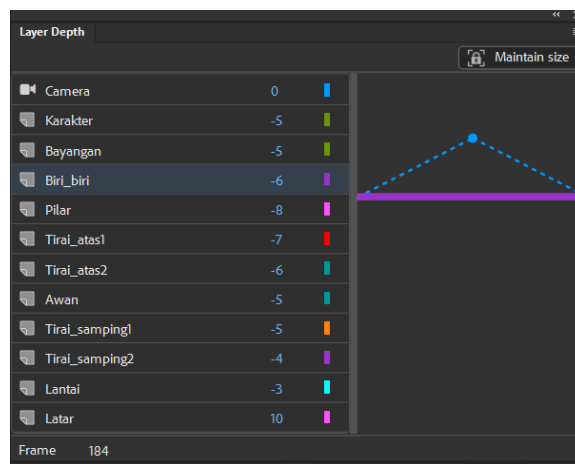 Layer Depth
Maintain size
Camera 0
Karakter -5
Bayangan -5
Biri_biri -6
Pilar -8
Tirai_atas1 -7
Tirai_atas2 -6
Awan -5
Tirai_samping1 -5
Tirai_samping2 -4
Lantai -3
Latar 10
Frame 184